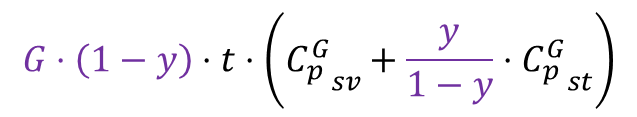 G · (1 − y) · t · (C_p^G_sv + y/(1 − y) · C_p^G_st)